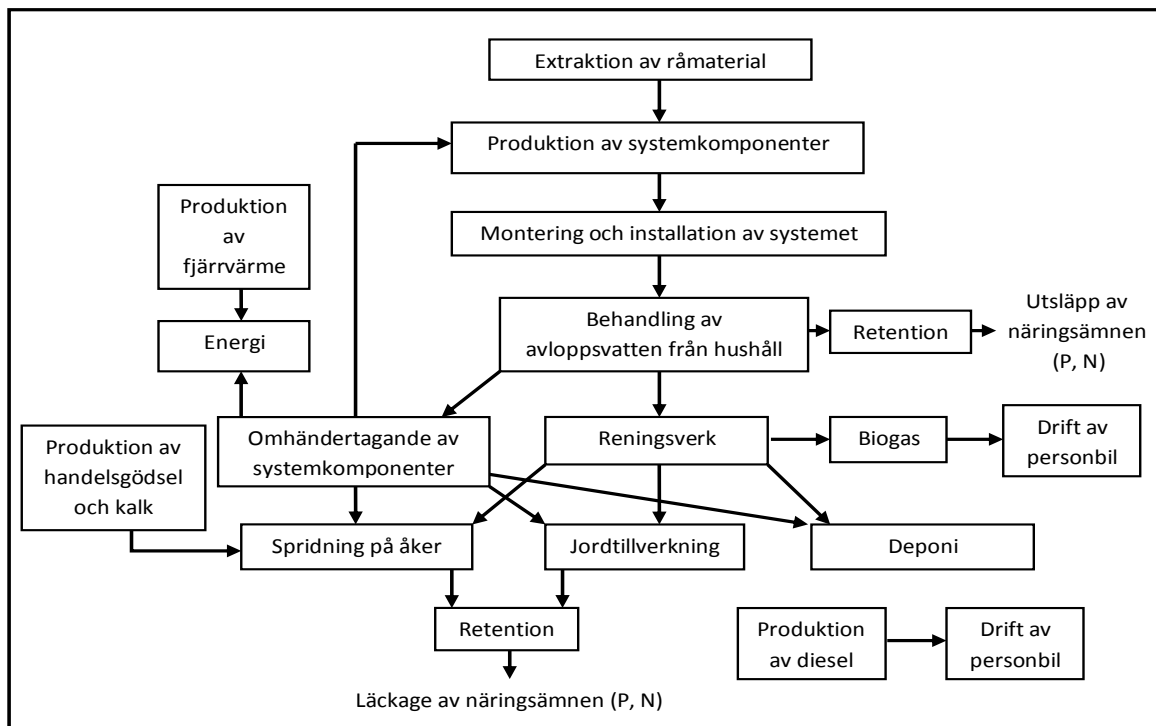 Extraktion av råmaterial
Produktion av systemkomponenter
Produktion
av
fjärrvärme
Montering och installation av systemet
Energi
Behandling av
avloppsvatten från hushåll
Retention
Utsläpp av
näringsämnen
(P, N)
Produktion av
handelsgödsel
och kalk
Omhändertagande av
systemkomponenter
Reningsverk
Biogas
Drift av
personbil
Spridning på åker
Jordtillverkning
Deponi
Retention
Produktion
av diesel
Drift av
personbil
Läckage av näringsämnen (P, N)